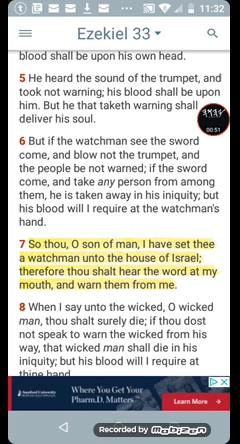 11:32
Ezekiel 33
blood shall be upon his own head.
5 He heard the sound of the trumpet, and
took not warning; his blood shall be upon
him. But he that taketh warning shall
deliver his soul.
00:51
6 But if the watchman see the sword
come, and blow not the trumpet, and
the people be not warned; if the sword
come, and take any person from among
them, he is taken away in his iniquity; but
his blood will I require at the watchman's
hand.
7 So thou, O son of man, I have set thee
a watchman unto the house of Israel;
therefore thou shalt hear the word at my
mouth, and warn them from me.
8 When I say unto the wicked, O wicked
man, thou shalt surely die; if thou dost
not speak to warn the wicked from his
way, that wicked man shall die in his
iniquity; but his blood will I require at
thine hand.
Where You Get Your
Pharm.D. Matters
Learn More
Recorded by Mobizen